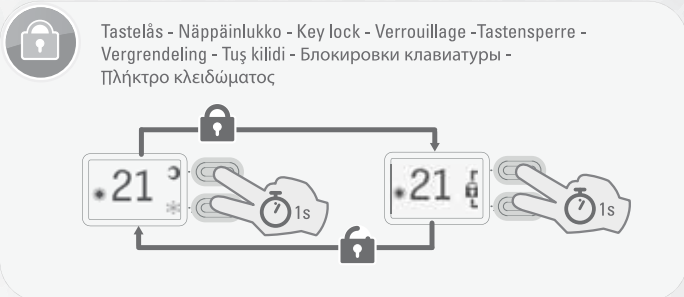 Tastelås - Näppäinlukko - Key lock - Verrouillage -Tastensperre -
Vergrendeling - Tuş kilidi - Блокировки клавиатуры -
Πλήκτρο κλειδώματος
21
1s
21
1s